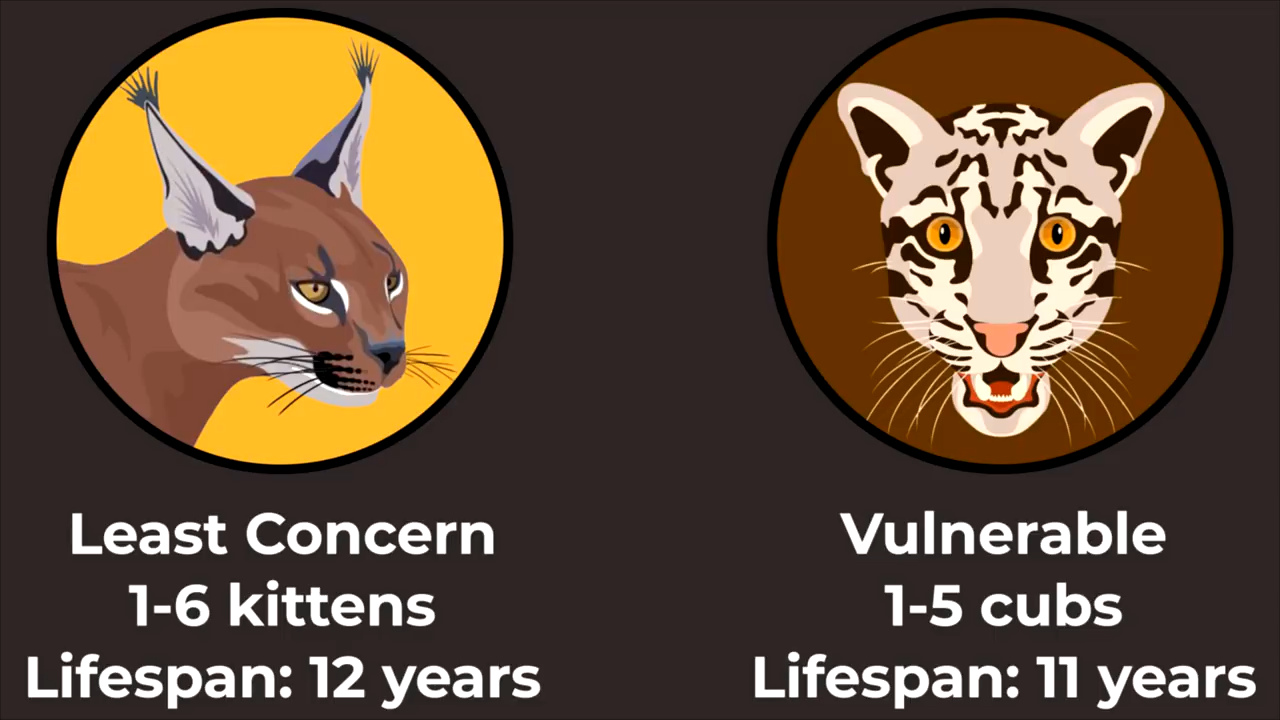 Least Concern
1-6 kittens
Lifespan: 12 years
Vulnerable
1-5 cubs
Lifespan: 11 years